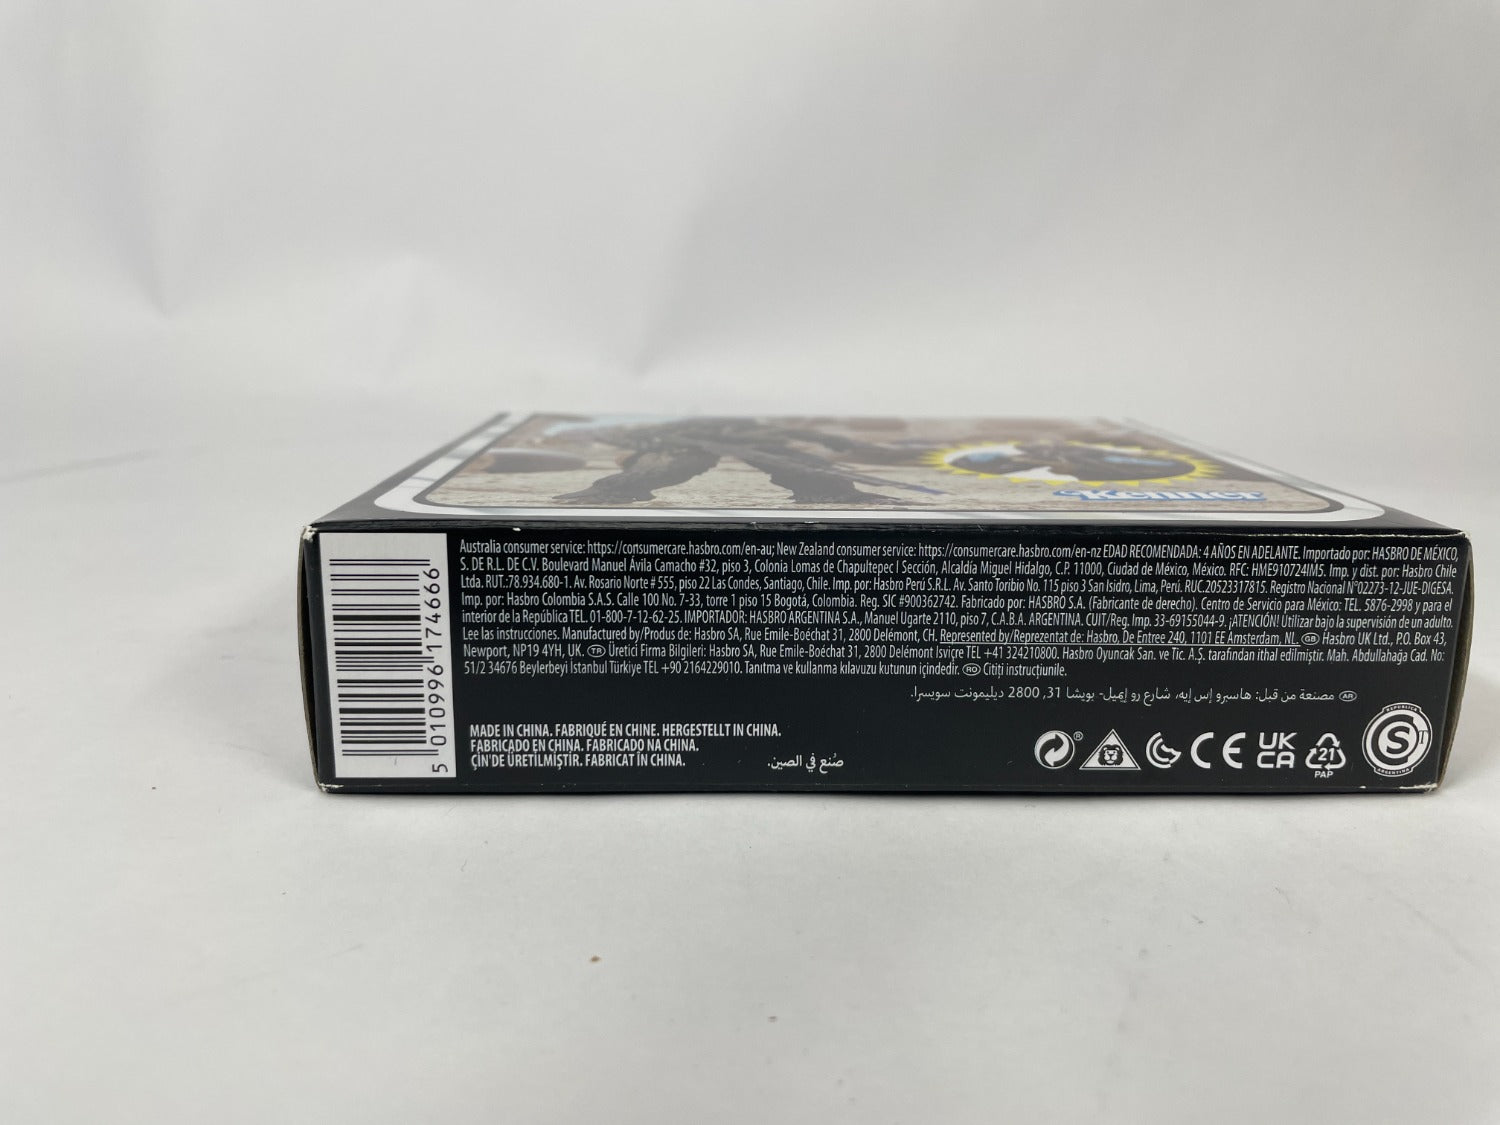 Kenner
Australia consumer service: https://consumercare.hasbro.com/en-au; New Zealand consumer service: https://consumercare.hasbro.com/en-nz EDAD RECOMENDADA: 4 AÑOS EN ADELANTE. Importado por: HASBRO DE MÉXICO,
S. DE R.L. DE C.V. Boulevard Manuel Ávila Camacho #32, piso 3, Colonia Lomas de Chapultepec I Sección, Alcaldía Miguel Hidalgo, C.P. 11000, Ciudad de México, México. RFC: HME910724IM5. Imp. y dist. por: Hasbro Chile
Ltda. RUT.:78.934.680-1. Av. Rosario Norte # 555, piso 22 Las Condes, Santiago, Chile. Imp. por: Hasbro Perú S.R.L. Av. Santo Toribio No. 115 piso 3 San Isidro, Lima, Perú. RUC.20523317815. Registro Nacional N°02273-12-JUE-DIGESA.
Imp. por: Hasbro Colombia S.A.S. Calle 100 No. 7-33, torre 1 piso 15 Bogotá, Colombia. Reg. SIC #900362742. Fabricado por: HASBRO S.A. (Fabricante de derecho). Centro de Servicio para México: TEL. 5876-2998 y para el
interior de la República TEL. 01-800-7-12-62-25. IMPORTADOR: HASBRO ARGENTINA S.A., Manuel Ugarte 2110, piso 7, C.A.B.A. ARGENTINA. CUIT/Reg. Imp. 33-69155044-9. ¡ATENCIÓN! Utilizar bajo la supervisión de un adulto.
Lee las instrucciones. Manufactured by/Produs de: Hasbro SA, Rue Emile-Boéchat 31, 2800 Delémont, CH. Represented by/Reprezentat de: Hasbro, De Entree 240, 1101 EE Amsterdam, NL. GB Hasbro UK Ltd., P.O. Box 43,
Newport, NP19 4YH, UK. TR Üretici Firma Bilgileri: Hasbro SA, Rue Emile-Boéchat 31, 2800 Delémont İsviçre TEL +41 324210800. Hasbro Oyuncak San. ve Tic. A.Ş. tarafından ithal edilmiştir. Mah. Abdullahağa Cad. No:
51/2 34676 Beylerbeyi İstanbul Türkiye TEL +90 2164229010. Tanıtma ve kullanma kılavuzu kutunun içindedir. RO Citiți instrucțiunile.
AR مصنعة من قبل: هاسبرو إس إيه، شارع رو إميل- بويشا 31, 2800 ديليمونت سويسرا.
MADE IN CHINA. FABRIQUÉ EN CHINE. HERGESTELLT IN CHINA.
FABRICADO EN CHINA. FABRICADO NA CHINA.
ÇİN'DE ÜRETİLMİŞTİR. FABRICAT ÎN CHINA.
صُنع في الصين.
5 010996 174666
CE
UK
CA
21
PAP
REPUBLICA
S
T
ARGENTINA